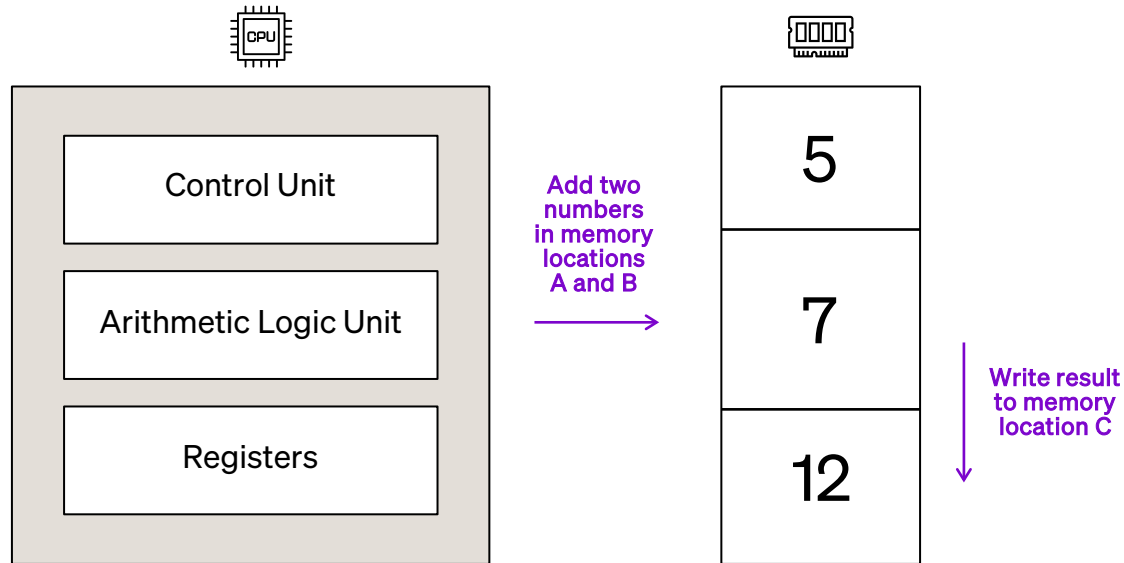 CPU
Control Unit
Arithmetic Logic Unit
Registers
Add two
numbers
in memory
locations
A and B
5
7
12
Write result
to memory
location C